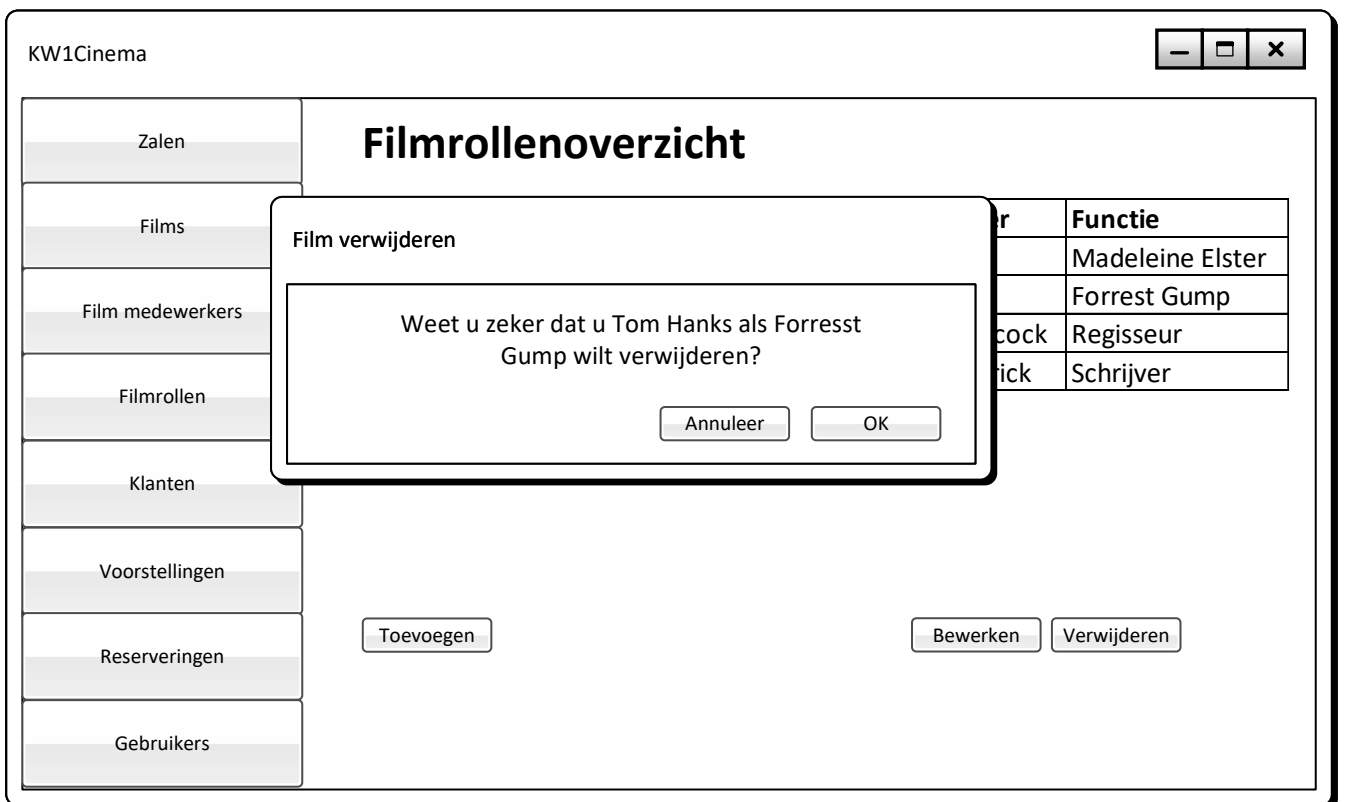 KW1Cinema
Zalen
Films
Film medewerkers
Filmrollen
Klanten
Voorstellingen
Reserveringen
Gebruikers
Filmrollenoverzicht
Functie
Madeleine Elster
Forrest Gump
cock Regisseur
rick Schrijver
Film verwijderen
Weet u zeker dat u Tom Hanks als Forresst
Gump wilt verwijderen?
Annuleer OK
Toevoegen Bewerken Verwijderen